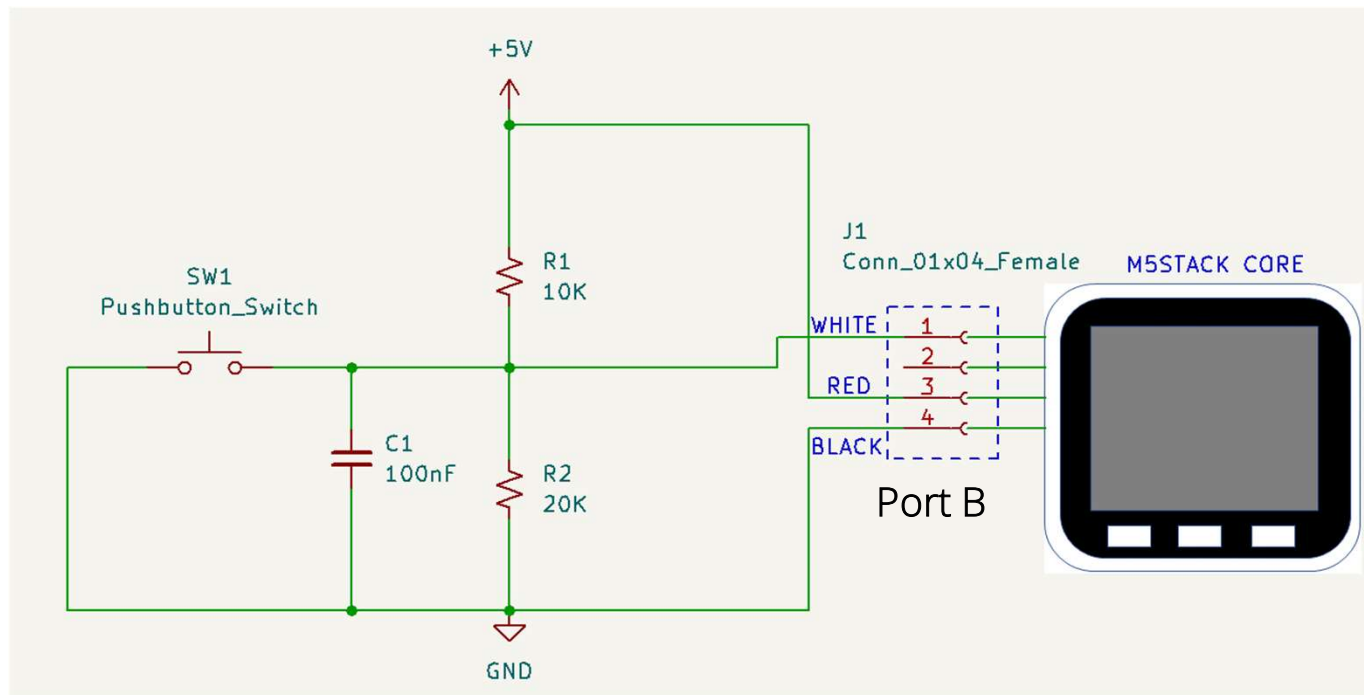 +5V
J1
Conn_01x04_Female
M5STACK CORE
R1
10K
SW1
Pushbutton_Switch
WHITE
1
2
RED
3
4
BLACK
C1
100nF
R2
20K
Port B
GND